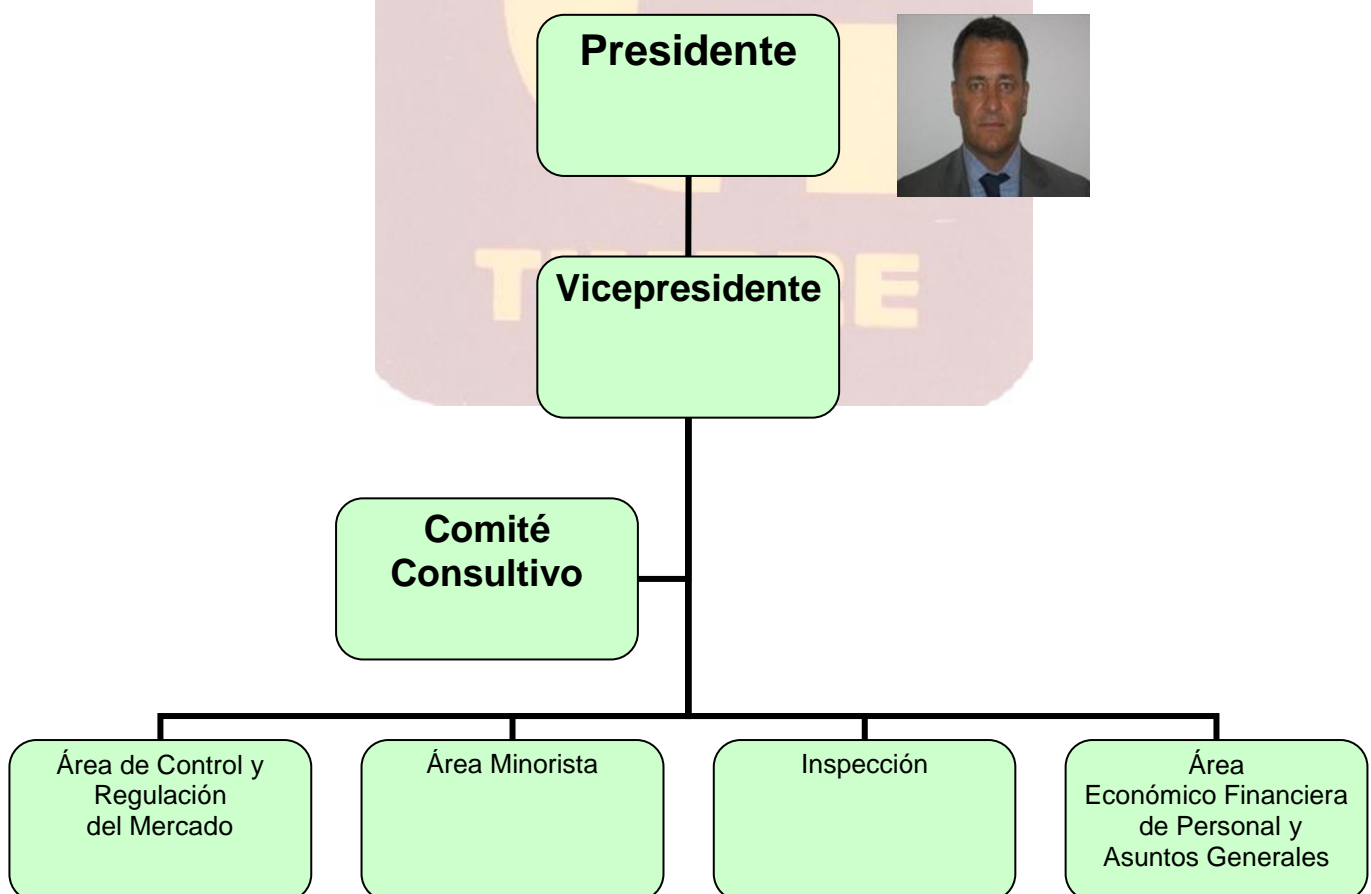 Presidente
Vicepresidente
Comité
Consultivo
Área de Control y
Regulación
del Mercado
Área Minorista
Inspección
Área
Económico Financiera
de Personal y
Asuntos Generales